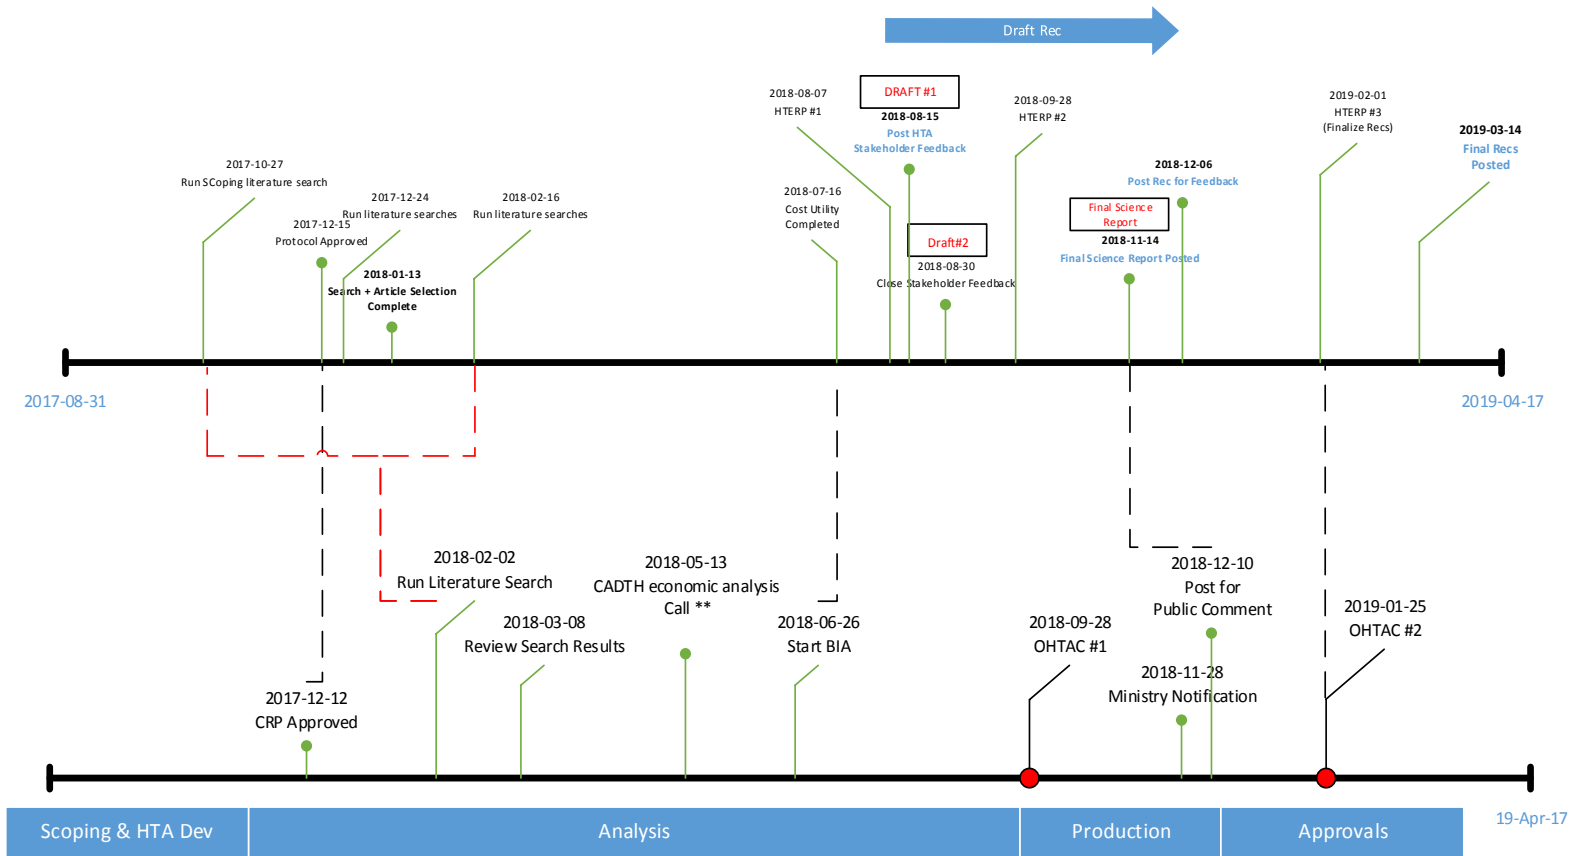 Draft Rec
2018-08-07
HTERP #1
DRAFT #1
2018-08-15
Post HTA
Stakeholder Feedback
2018-09-28
HTERP #2
2019-02-01
HTERP #3
(Finalize Recs)
2019-03-14
Final Recs
Posted
2017-10-27
Run SCoping literature search
2017-12-24
Run literature searches
2018-02-16
Run literature searches
2017-12-15
Protocol Approved
2018-01-13
Search + Article Selection
Complete
2018-07-16
Cost Utility
Completed
Draft#2
2018-08-30
Close Stakeholder Feedback
2018-12-06
Post Rec for Feedback
Final Science
Report
2018-11-14
Final Science Report Posted
2017-08-31
2019-04-17
2018-02-02
Run Literature Search
2018-03-08
Review Search Results
2018-05-13
CADTH economic analysis
Call **
2018-06-26
Start BIA
2018-09-28
OHTAC #1
2018-12-10
Post for
Public Comment
2018-11-28
Ministry Notification
2019-01-25
OHTAC #2
2017-12-12
CRP Approved
Scoping & HTA Dev
Analysis
Production
Approvals
19-Apr-17